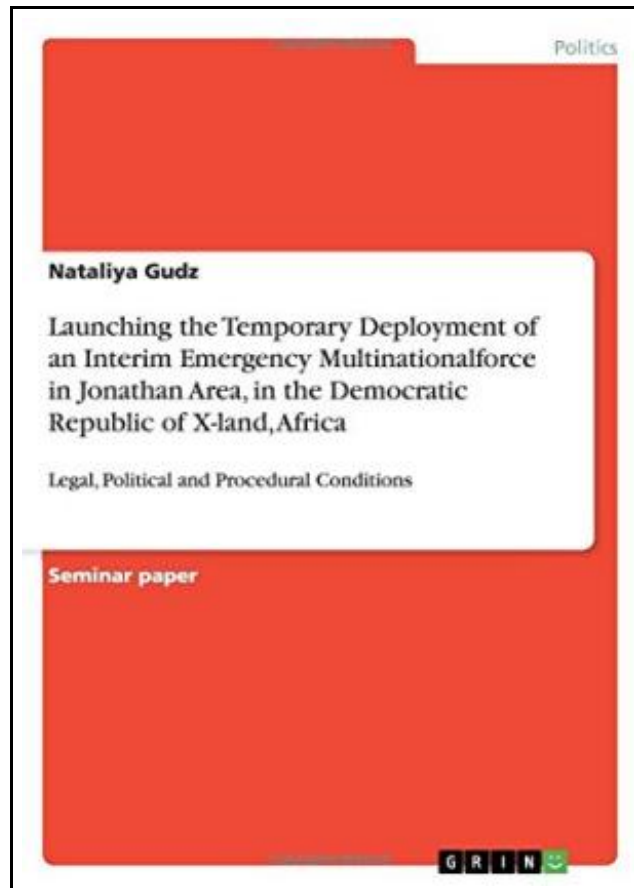 Politics
Nataliya Gudz
Launching the Temporary Deployment of
an Interim Emergency Multinationalforce
in Jonathan Area, in the Democratic
Republic of X-land, Africa
Legal, Political and Procedural Conditions
Seminar paper
GRIN